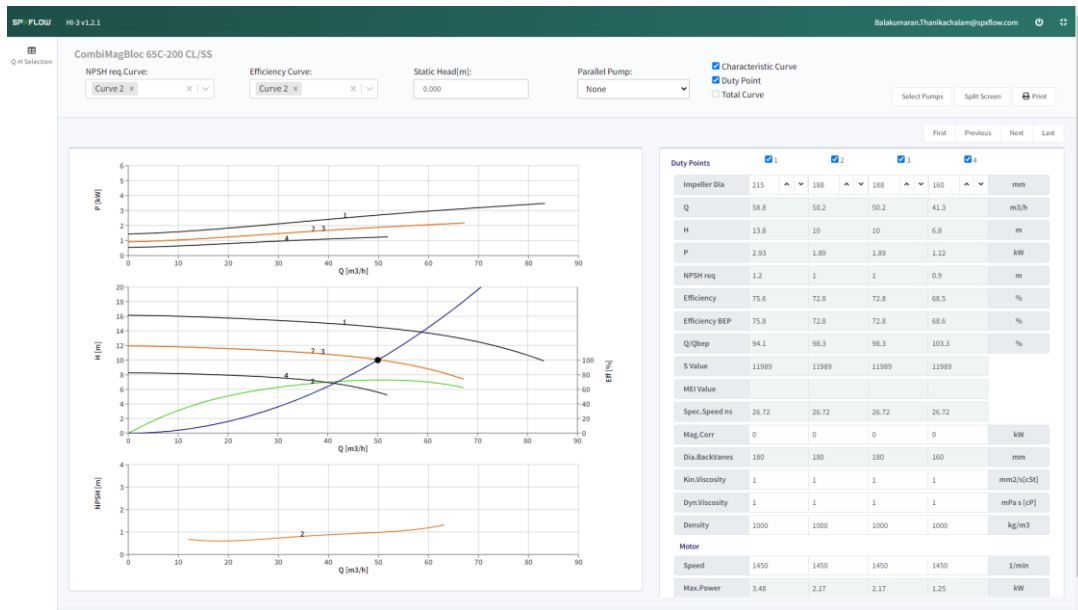 SPXFLOW HI-3 v1.2.1 Balakumaran.Thanikachalam@spxflow.com
Q-H Selection
CombiMagBloc 65C-200 CL/SS
NPSH req.Curve: Efficiency Curve: Static Head[m]: Parallel Pump:
Curve 2 × Curve 2 × 0.000 None
Characteristic Curve
Duty Point
Total Curve
Select Pumps Split Screen Print
First Previous Next Last
P [kW]
6
5
4
3
2
1
0
1
2 3
4
0 10 20 30 40 50 60 70 80 90
Q [m3/h]
H [m]
20
18
16
14
12
10
8
6
4
2
0
1
2 3
4
2
100
80
60
40
20
0
Eff [%]
0 10 20 30 40 50 60 70 80 90
Q [m3/h]
NPSH [m]
4
3
2
1
0
2
0 10 20 30 40 50 60 70 80 90
Q [m3/h]
Duty Points 1 2 3 4
Impeller Dia 215 188 188 160 mm
Q 58.8 50.2 50.2 41.3 m3/h
H 13.8 10 10 6.8 m
P 2.93 1.89 1.89 1.12 kW
NPSH req 1.2 1 1 0.9 m
Efficiency 75.6 72.8 72.8 68.5 %
Efficiency BEP 75.8 72.8 72.8 68.6 %
Q/Qbep 94.1 98.3 98.3 103.3 %
S Value 11989 11989 11989 11989
MEI Value
Spec.Speed ns 26.72 26.72 26.72 26.72
Mag.Corr 0 0 0 0 kW
Dia.BackVanes 180 180 180 160 mm
Kin.Viscosity 1 1 1 1 mm2/s[cSt]
Dyn.Viscosity 1 1 1 1 mPa s [cP]
Density 1000 1000 1000 1000 kg/m3
Motor
Speed 1450 1450 1450 1450 1/min
Max.Power 3.48 2.17 2.17 1.25 kW